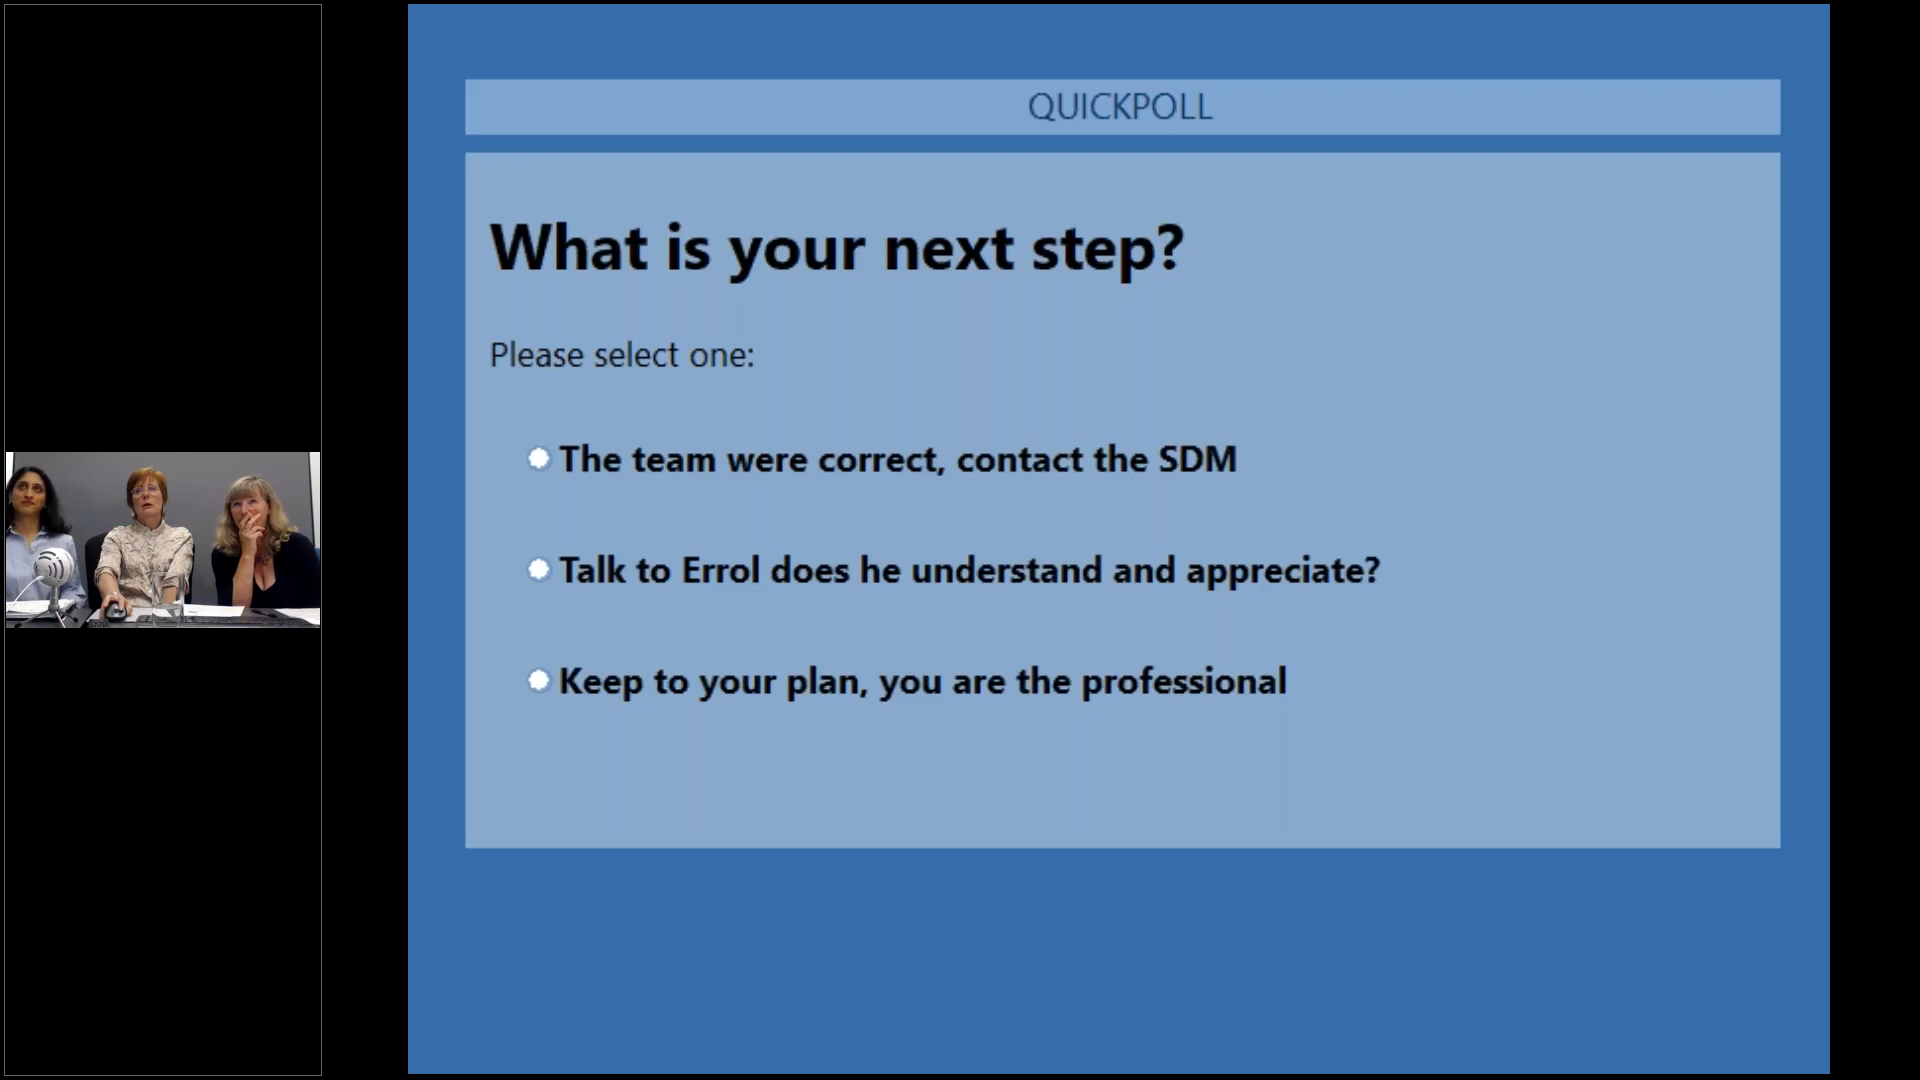 QUICKPOLL
What is your next step?
Please select one:
The team were correct, contact the SDM
Talk to Errol does he understand and appreciate?
Keep to your plan, you are the professional